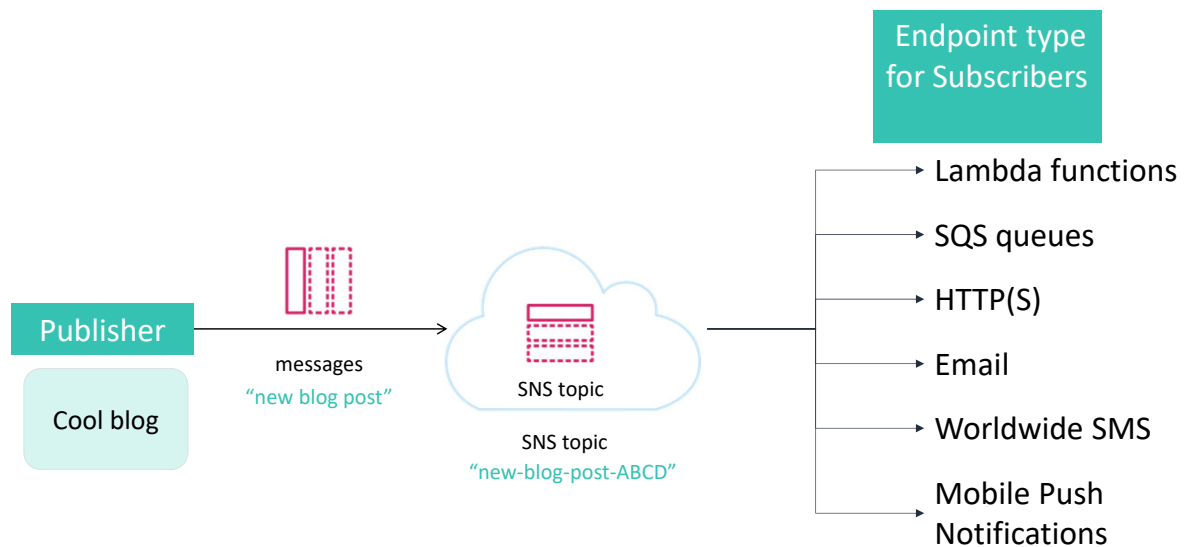 Endpoint type
for Subscribers
Lambda functions
SQS queues
HTTP(S)
Publisher
messages
Email
SNS topic
“new blog post”
Cool blog
Worldwide SMS
SNS topic
“new-blog-post-ABCD”
Mobile Push
Notifications